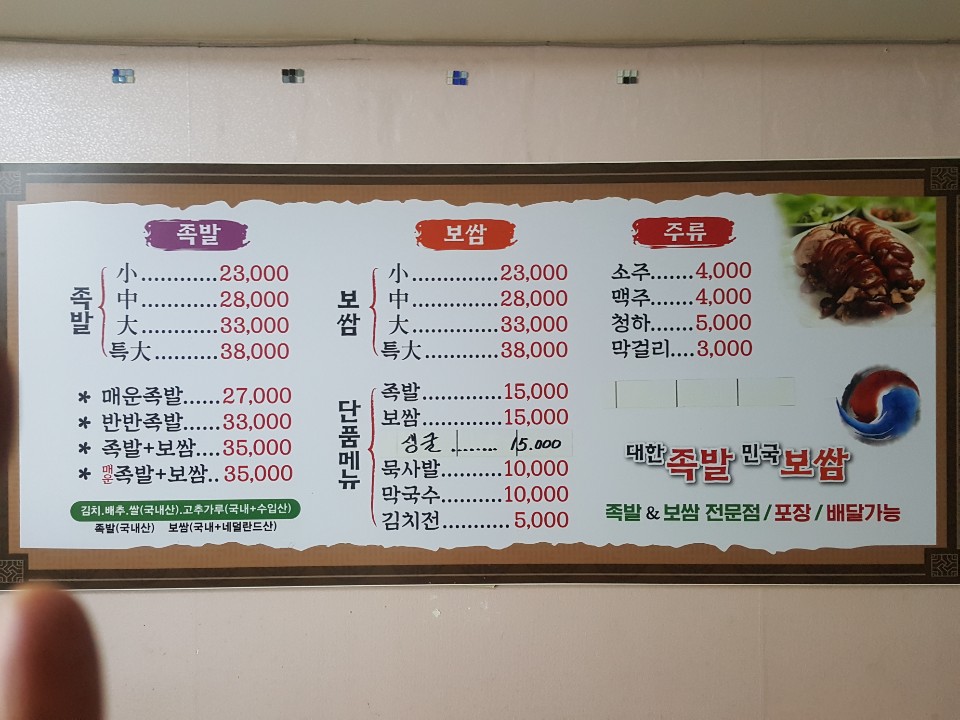 족발
족발
小............23,000
中............28,000
大............33,000
특大..........38,000
* 매운족발......27,000
* 반반족발......33,000
* 족발+보쌈....35,000
* 매운족발+보쌈..35,000
김치.배추.쌀(국내산).고추가루(국내+수입산)
족발(국내산) 보쌈(국내+네덜란드산)
보쌈
보쌈
小..............23,000
中..............28,000
大..............33,000
특大............38,000
단품메뉴
족발.............15,000
보쌈.............15,000
생굴 ........ 15.000
묵사발..........10,000
막국수..........10,000
김치전...........5,000
주류
소주.......4,000
맥주.......4,000
청하.......5,000
막걸리....3,000
대한족발 민국보쌈
족발 & 보쌈 전문점 / 포장 / 배달가능